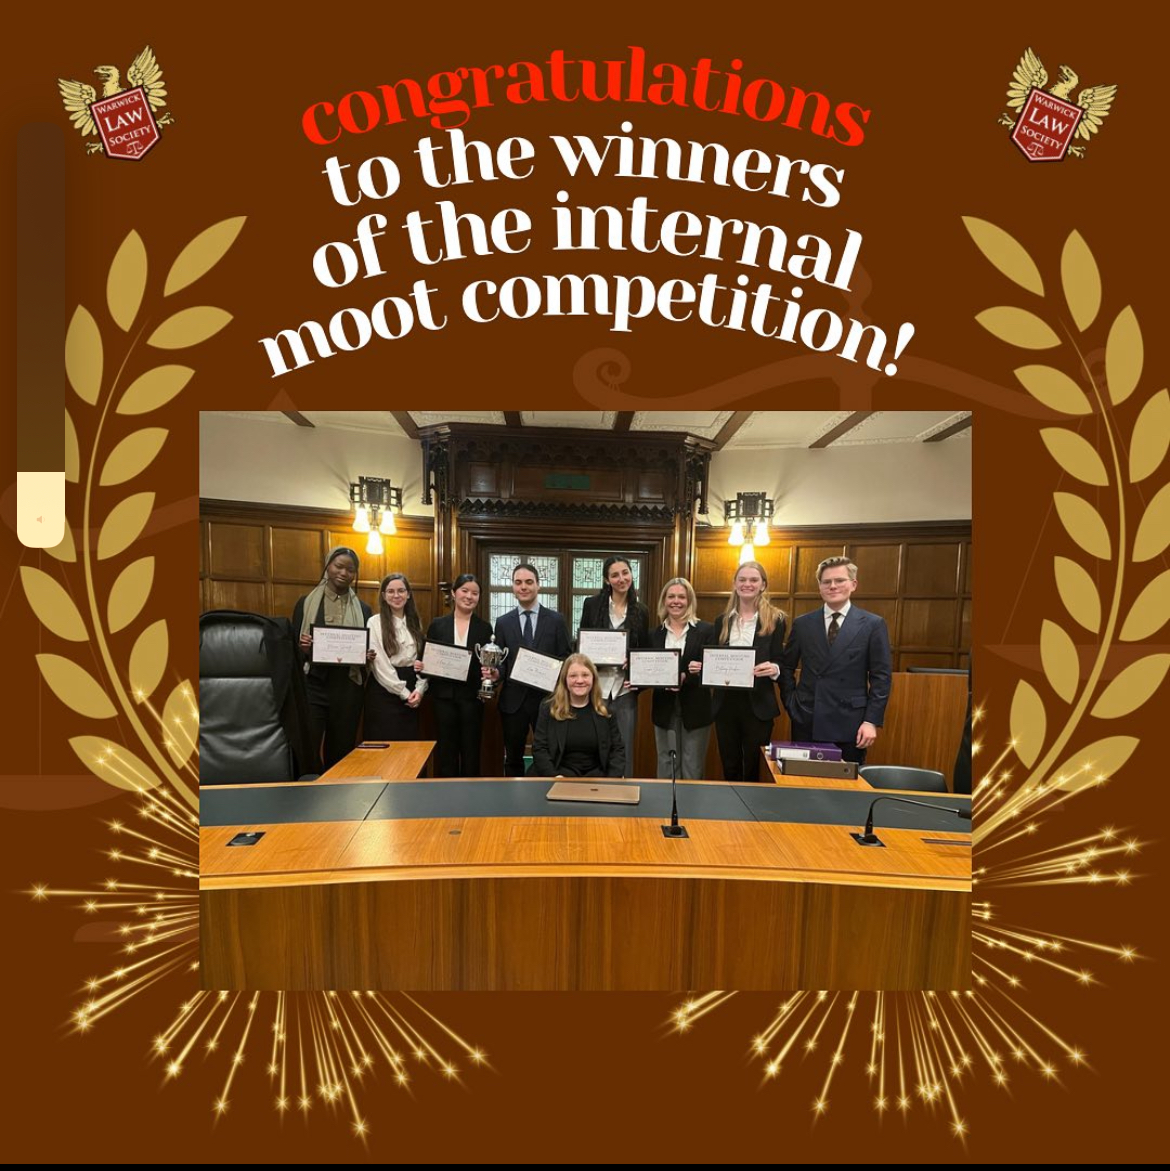 WARWICK
LAW
SOCIETY
WARWICK
LAW
SOCIETY
congratulations
to the winners
of the internal
moot competition!